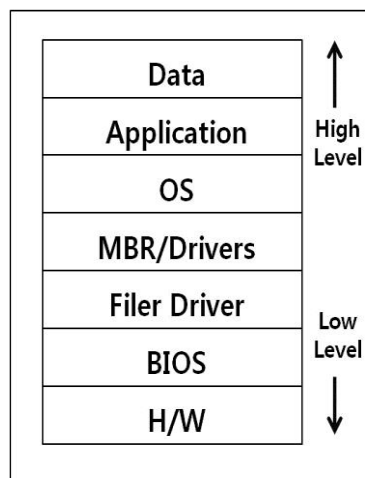 Data
Application
High
Level
OS
MBR/Drivers
Filer Driver
Low
Level
BIOS
H/W